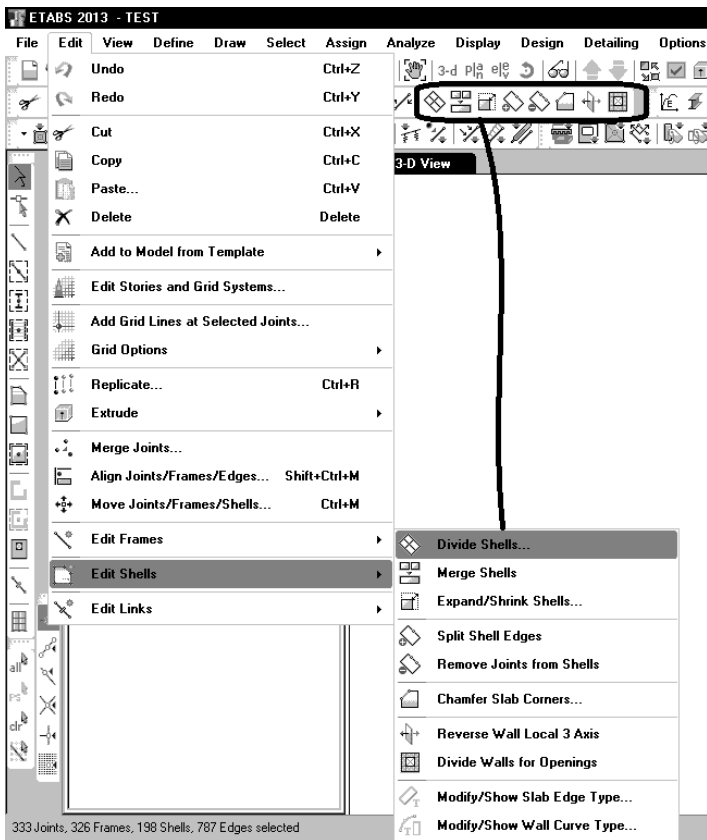 ETABS 2013 - TEST
File Edit View Define Draw Select Assign Analyze Display Design Detailing Options
Undo Ctrl+Z
3-d
Redo Ctrl+Y
Cut Ctrl+X
Copy Ctrl+C
3-D View
Paste...
Delete Delete
Add to Model from Template
Edit Stories and Grid Systems...
Add Grid Lines at Selected Joints...
Grid Options
Replicate... Ctrl+R
Extrude
Merge Joints...
Align Joints/Frames/Edges... Shift+Ctrl+M
Move Joints/Frames/Shells... Ctrl+M
Edit Frames
Divide Shells...
Edit Shells
Merge Shells
Edit Links
Expand/Shrink Shells...
Split Shell Edges
all
Remove Joints from Shells
ps
Chamfer Slab Corners...
clr
Reverse Wall Local 3 Axis
Divide Walls for Openings
Modify/Show Slab Edge Type...
Modify/Show Wall Curve Type...
333 Joints, 326 Frames, 198 Shells, 787 Edges selected